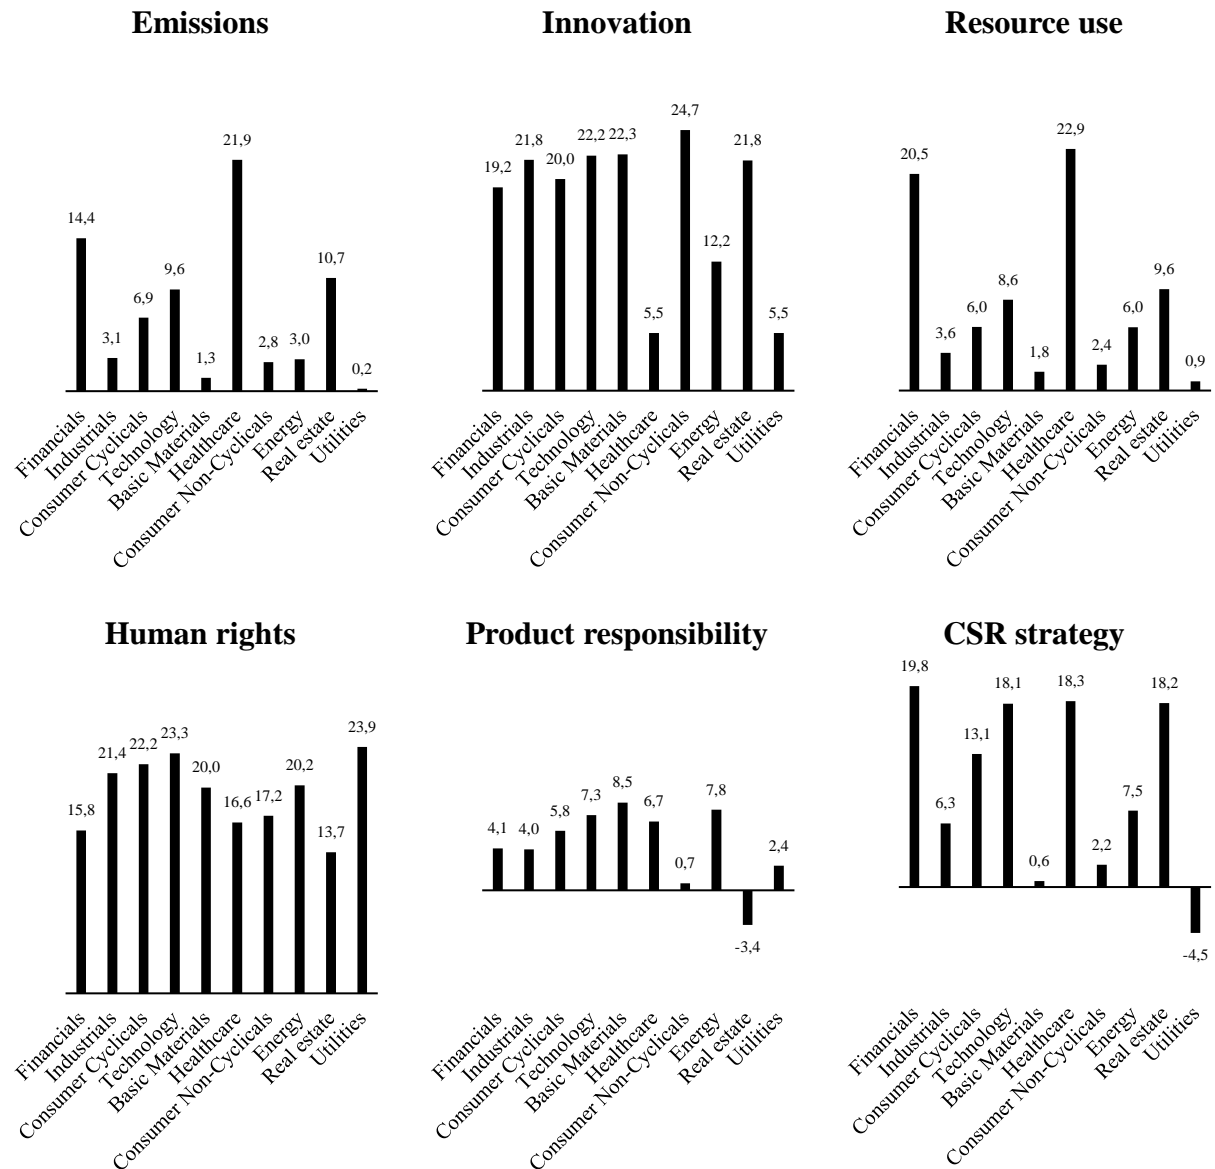 Emissions
14,4
3,1
6,9
9,6
1,3
21,9
2,8
3,0
10,7
0,2
Financials
Industrials
Consumer Cyclicals
Technology
Basic Materials
Healthcare
Consumer Non-Cyclicals
Energy
Real estate
Utilities
Innovation
19,2
21,8
20,0
22,2
22,3
5,5
24,7
12,2
21,8
5,5
Financials
Industrials
Consumer Cyclicals
Technology
Basic Materials
Healthcare
Consumer Non-Cyclicals
Energy
Real estate
Utilities
Resource use
20,5
3,6
6,0
8,6
1,8
22,9
2,4
6,0
9,6
0,9
Financials
Industrials
Consumer Cyclicals
Technology
Basic Materials
Healthcare
Consumer Non-Cyclicals
Energy
Real estate
Utilities
Human rights
15,8
21,4
22,2
23,3
20,0
16,6
17,2
20,2
13,7
23,9
Financials
Industrials
Consumer Cyclicals
Technology
Basic Materials
Healthcare
Consumer Non-Cyclicals
Energy
Real estate
Utilities
Product responsibility
4,1
4,0
5,8
7,3
8,5
6,7
0,7
7,8
-3,4
2,4
Financials
Industrials
Consumer Cyclicals
Technology
Basic Materials
Healthcare
Consumer Non-Cyclicals
Energy
Real estate
Utilities
CSR strategy
19,8
6,3
13,1
18,1
0,6
18,3
2,2
7,5
18,2
-4,5
Financials
Industrials
Consumer Cyclicals
Technology
Basic Materials
Healthcare
Consumer Non-Cyclicals
Energy
Real estate
Utilities